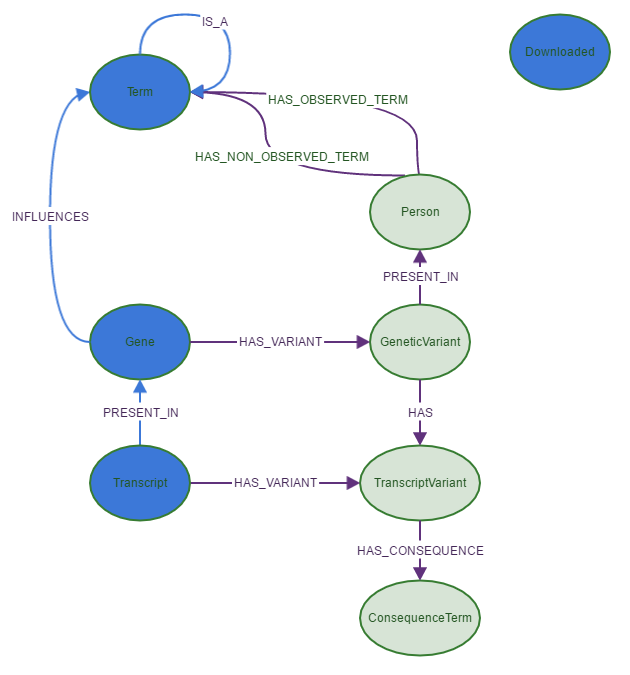 IS_A
Downloaded
Term
HAS_OBSERVED_TERM
HAS_NON_OBSERVED_TERM
Person
INFLUENCES
PRESENT_IN
Gene
HAS_VARIANT
GeneticVariant
PRESENT_IN
HAS
Transcript
HAS_VARIANT
TranscriptVariant
HAS_CONSEQUENCE
ConsequenceTerm